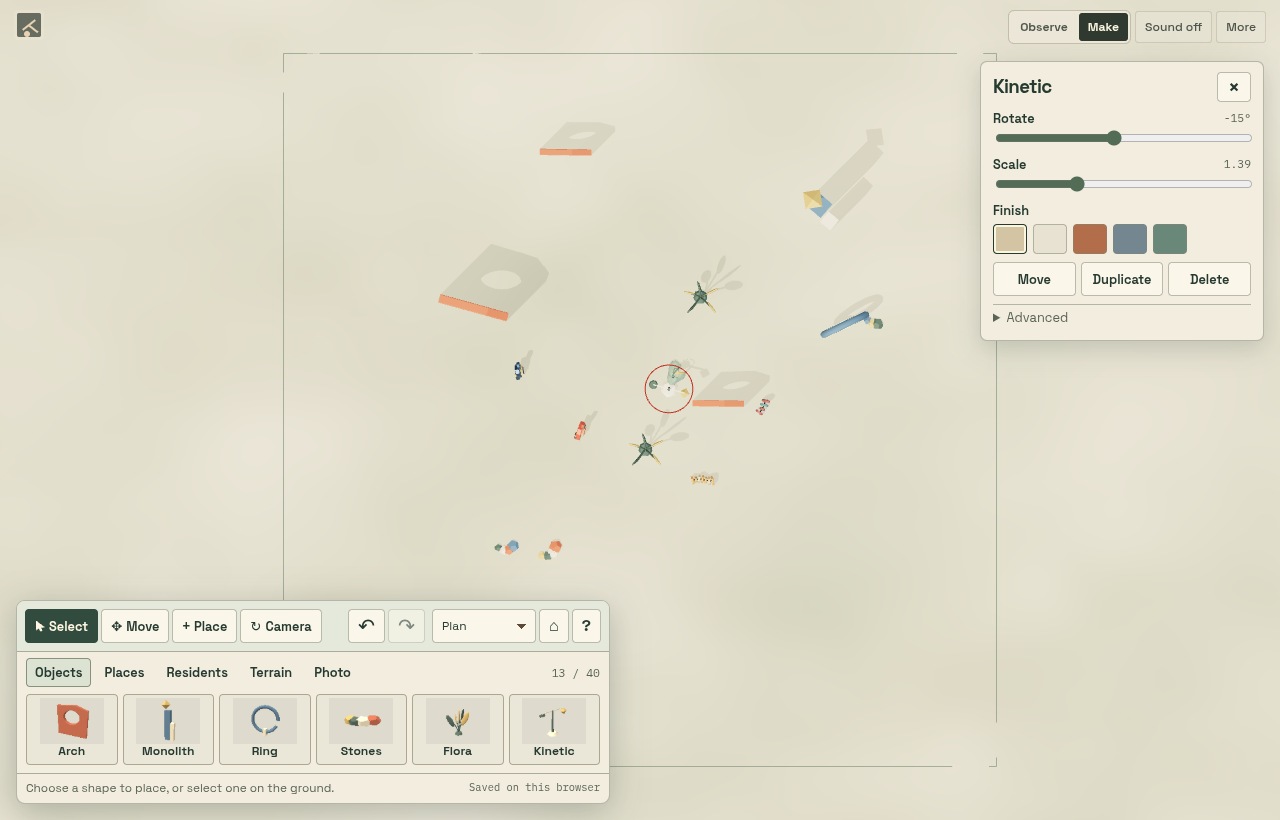 Observe Make Sound off More
Kinetic ×
Rotate -15°
Scale 1.39
Finish
Move Duplicate Delete
Advanced
Select Move + Place Camera Plan ?
Objects Places Residents Terrain Photo 13 / 40
Arch Monolith Ring Stones Flora Kinetic
Choose a shape to place, or select one on the ground. Saved on this browser